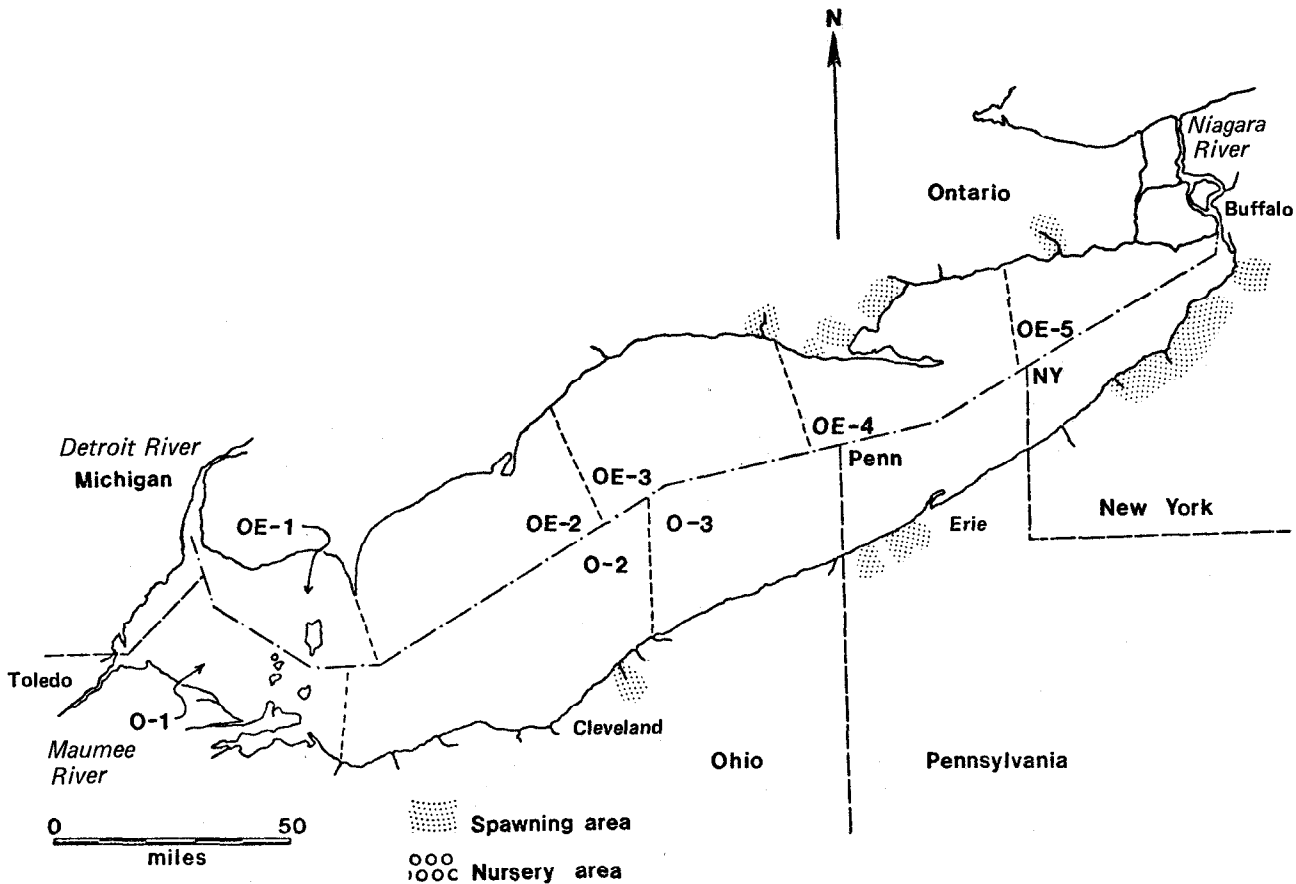 N
Niagara
River
Ontario
Buffalo
OE-5
NY
Detroit River
Michigan
OE-4
Penn
OE-3
OE-1
OE-2
O-3
Erie
New York
O-2
Toledo
O-1
Cleveland
Maumee
River
Ohio
Pennsylvania
0 50
miles
Spawning area
Nursery area